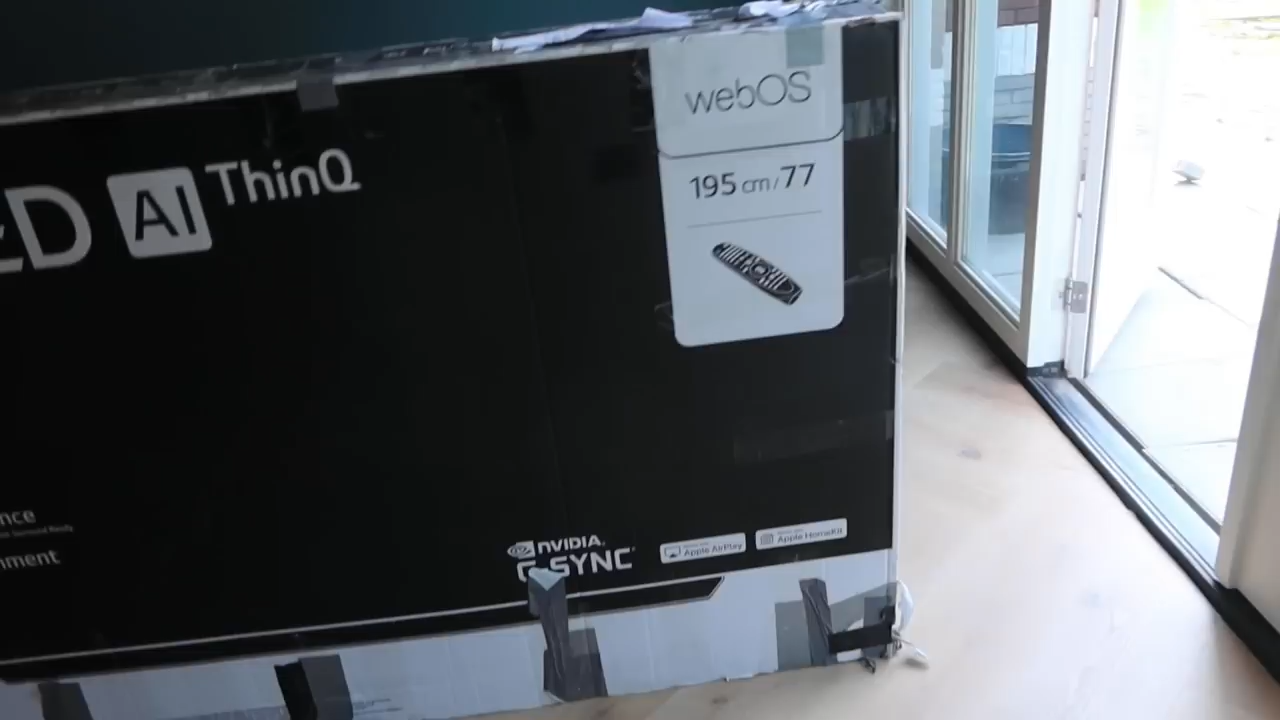 ED AI ThinQ
webOS
195 cm / 77
nce
nment
NVIDIA.
G-SYNC
Apple AirPlay
Apple HomeKit